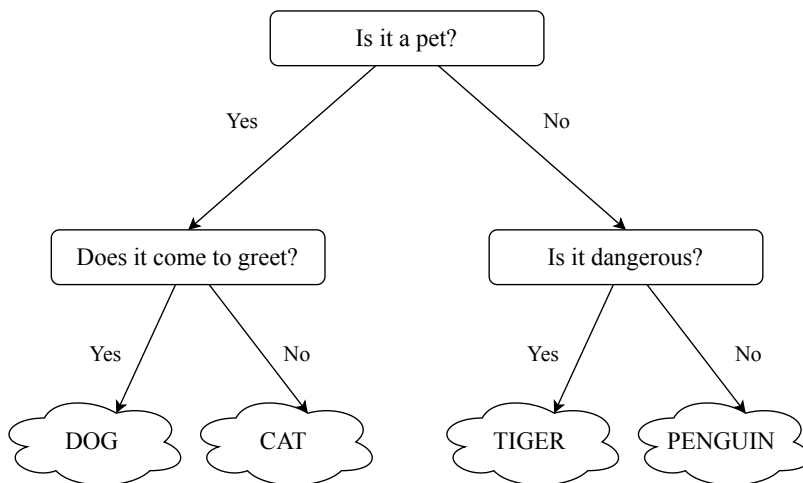 Is it a pet?
Yes
No
Does it come to greet?
Is it dangerous?
Yes
No
Yes
No
DOG
CAT
TIGER
PENGUIN